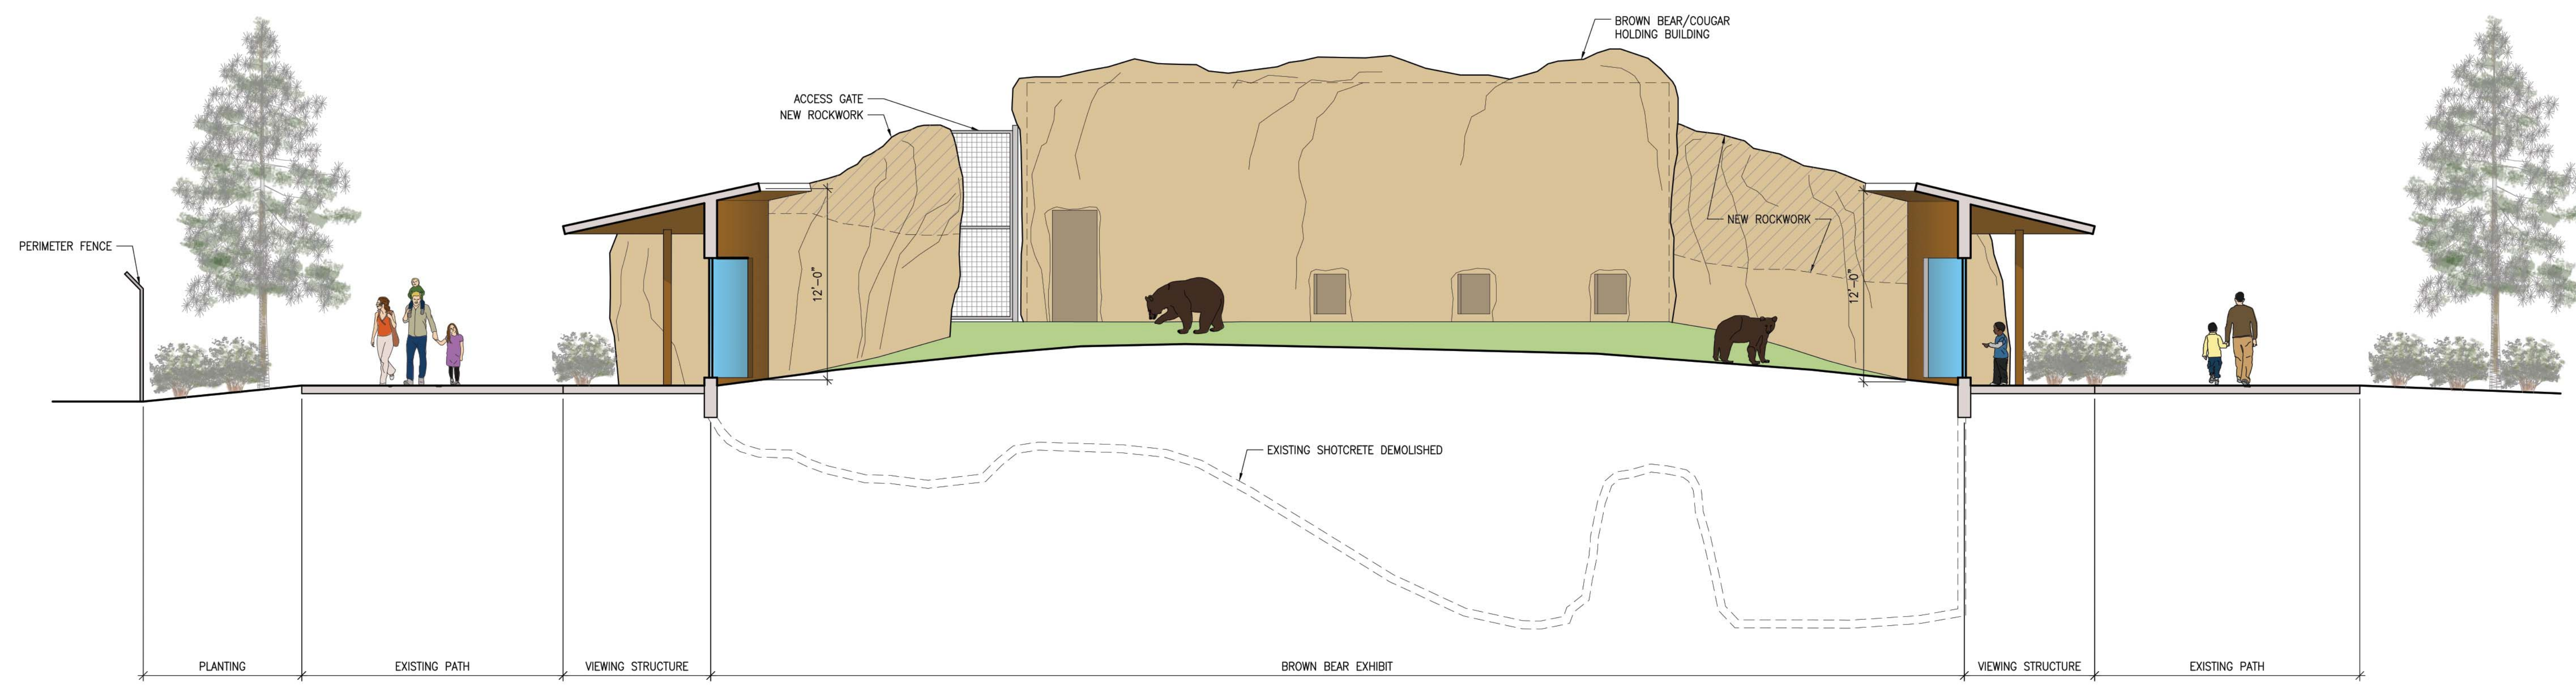 BROWN BEAR/COUGAR
HOLDING BUILDING
ACCESS GATE
NEW ROCKWORK
NEW ROCKWORK
PERIMETER FENCE
12'-0"
12'-0"
EXISTING SHOTCRETE DEMOLISHED
PLANTING
EXISTING PATH
VIEWING STRUCTURE
BROWN BEAR EXHIBIT
VIEWING STRUCTURE
EXISTING PATH